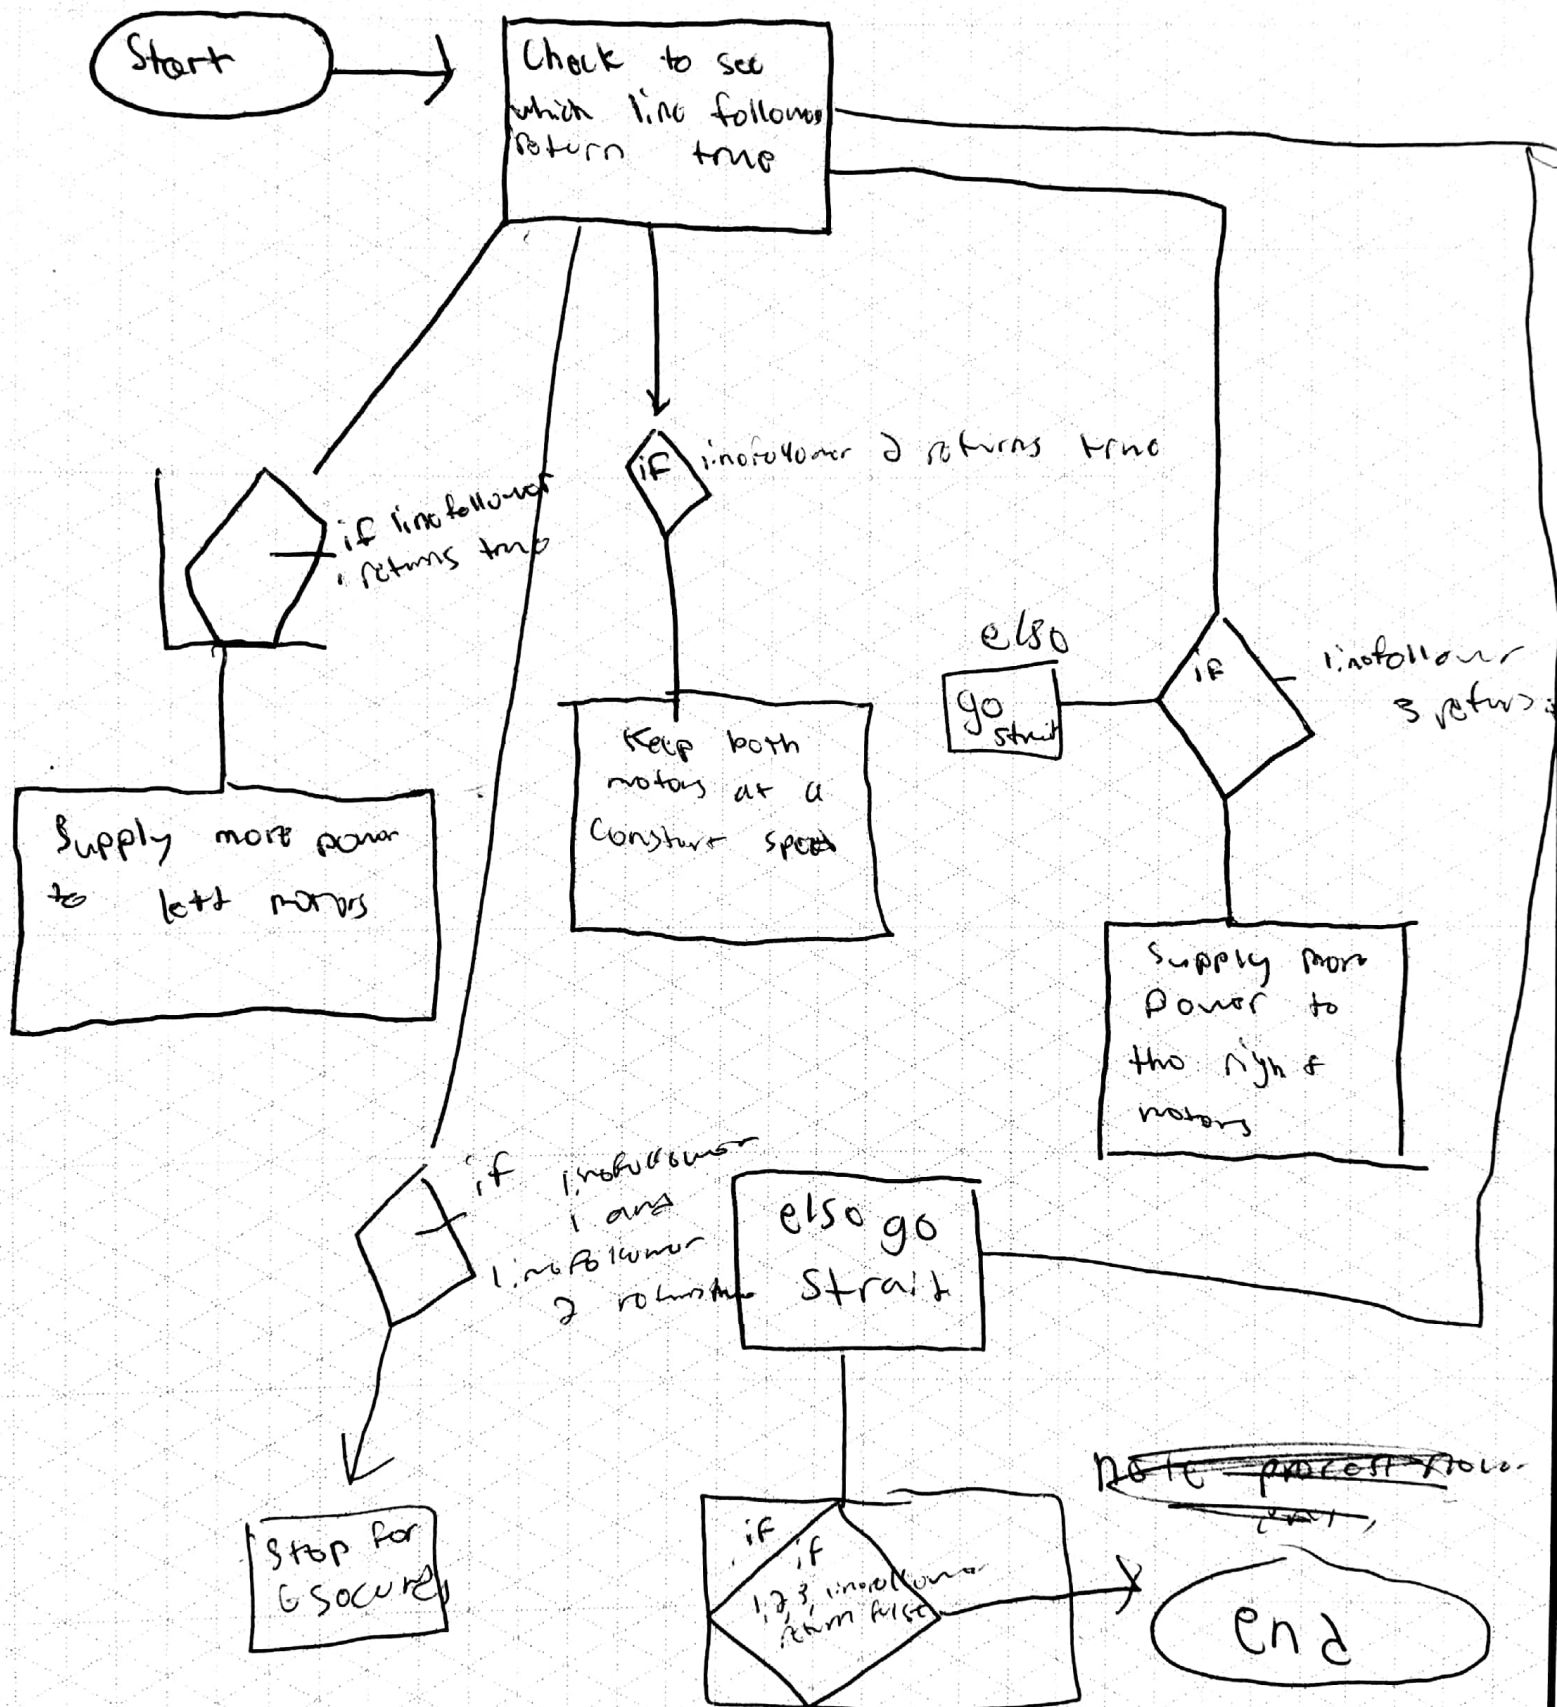 Start
Check to see
which line follower
return true
if linefollower
1 returns true
if
linefollower 2 returns true
else
go
strait
if
linefollower
3 returns
Keep both
motors at a
constant speed
Supply more power
to left motors
Supply more
power to
the right
motors
if linefollower
1 and
linefollower
2 returns true
else go
strait
Stop for
6 secure
if
if
1, 2, 3, linefollower
return false
end